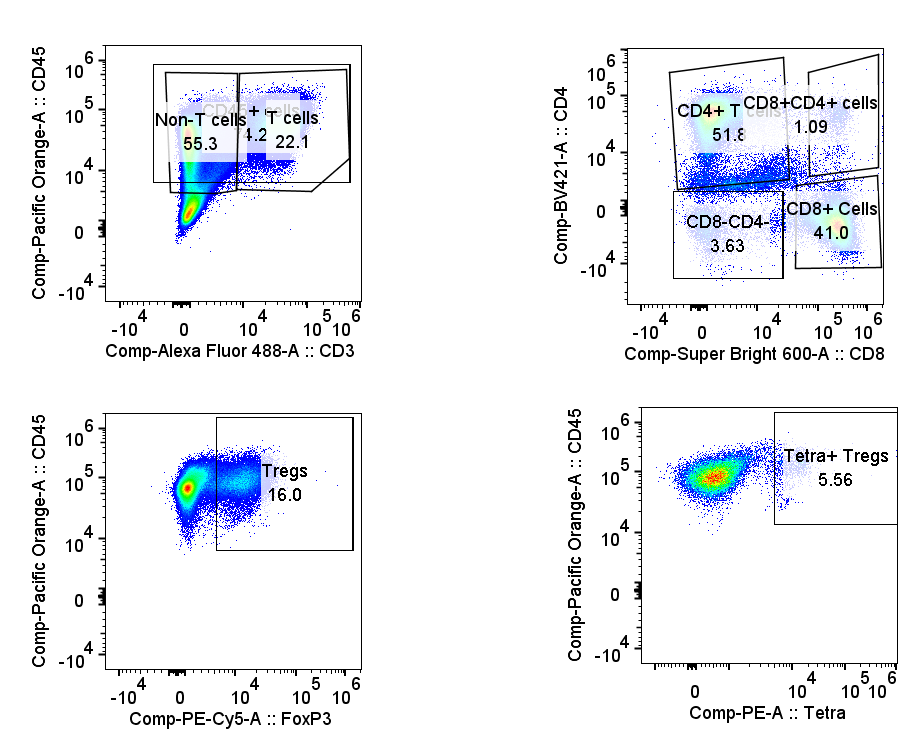 Comp-Pacific Orange-A :: CD45
10^6
10^5
10^4
0
-10^4
Non-T cells
55.3
CD45+ cells
4.2
T cells
22.1
-10^4 0 10^4 10^5 10^6
Comp-Alexa Fluor 488-A :: CD3
Comp-BV421-A :: CD4
10^6
10^5
10^4
0
-10^4
CD4+ T
51.8
CD8+CD4+ cells
1.09
CD8-CD4-
3.63
CD8+ Cells
41.0
-10^4 0 10^4 10^5 10^6
Comp-Super Bright 600-A :: CD8
Comp-Pacific Orange-A :: CD45
10^6
10^5
10^4
0
-10^4
Tregs
16.0
-10^4 0 10^4 10^5 10^6
Comp-PE-Cy5-A :: FoxP3
Comp-Pacific Orange-A :: CD45
10^6
10^5
10^4
0
-10^4
Tetra+ Tregs
5.56
0 10^4 10^5 10^6
Comp-PE-A :: Tetra